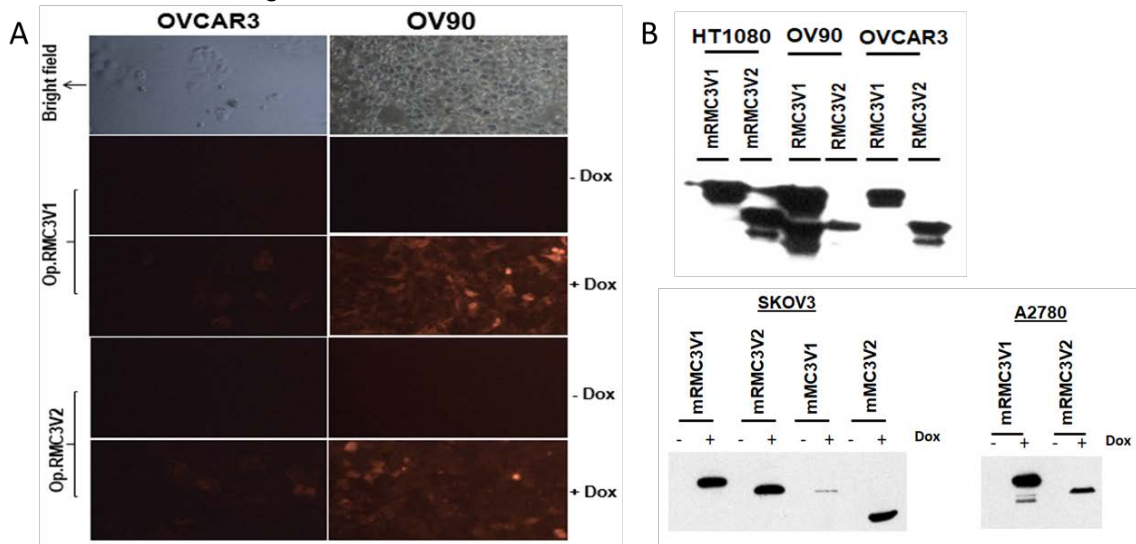 A
OVCAR3 OV90
Bright field
- Dox
Op.RMC3V1
+ Dox
- Dox
Op.RMC3V2
+ Dox
B
HT1080 OV90 OVCAR3
mRMC3V1 mRMC3V2 RMC3V1 RMC3V2 RMC3V1 RMC3V2
SKOV3
mRMC3V1 mRMC3V2 mMC3V1 mMC3V2
- + - + - + - + Dox
A2780
mRMC3V1 mRMC3V2
- + - + Dox